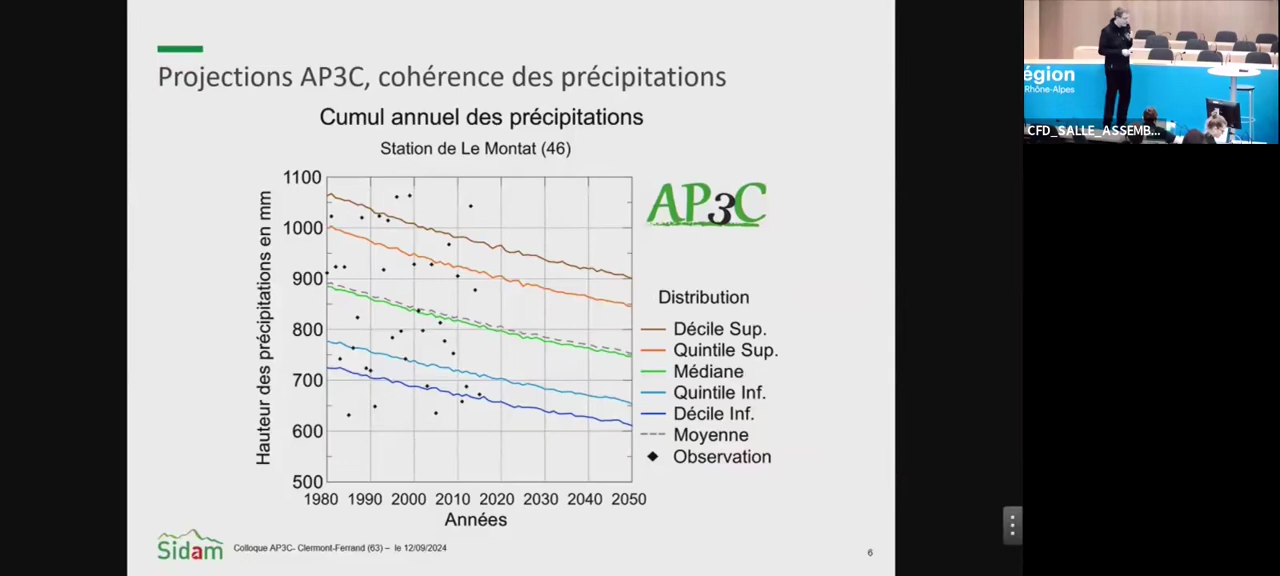 Projections AP3C, cohérence des précipitations
Cumul annuel des précipitations
Station de Le Montat (46)
Hauteur des précipitations en mm
1100
1000
900
800
700
600
500
1980 1990 2000 2010 2020 2030 2040 2050
Années
AP3C
Distribution
Décile Sup.
Quintile Sup.
Médiane
Quintile Inf.
Décile Inf.
Moyenne
Observation
Sidam
Colloque AP3C- Clermont-Ferrand (63) – le 12/09/2024
6
égion
Rhône-Alpes
CFD_SALLE_ASSEMB...